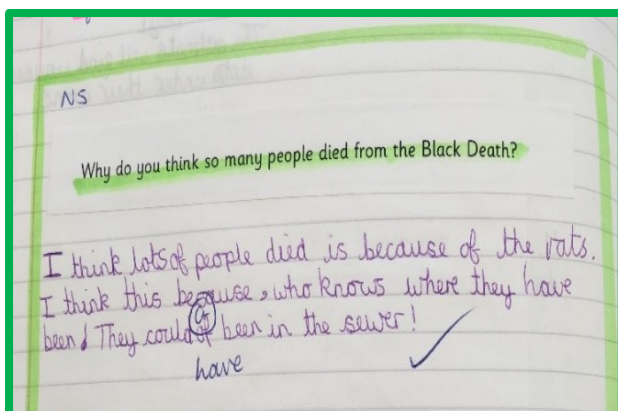 NS
Why do you think so many people died from the Black Death?
I think lots of people died is because of the rats.
I think this because, who knows where they have
been! They could of been in the sewer!
have